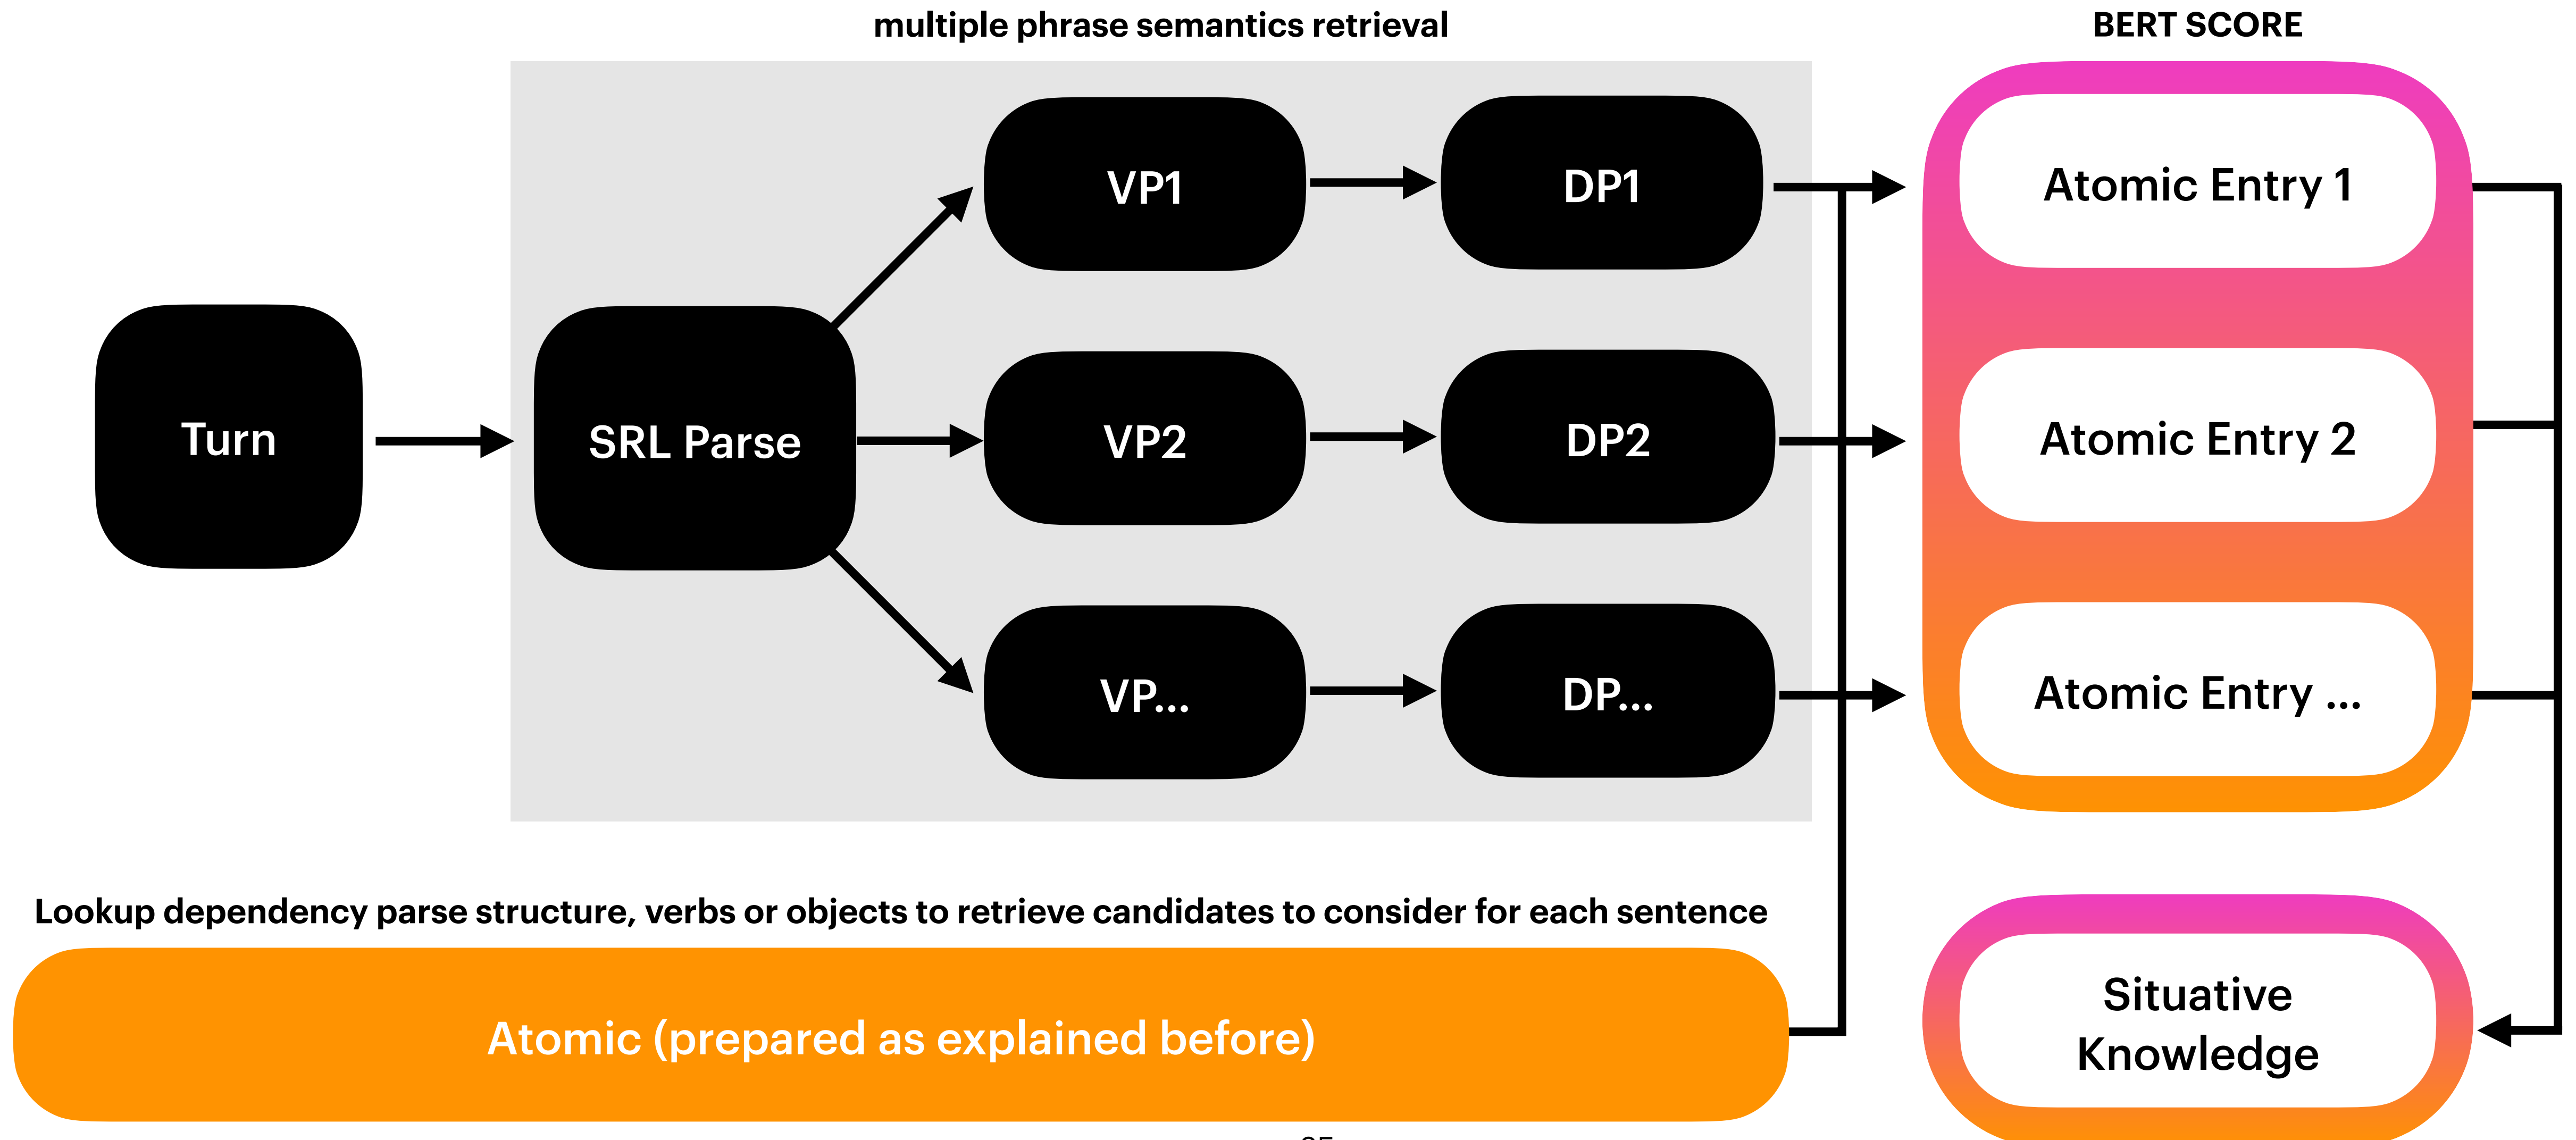 multiple phrase semantics retrieval
BERT SCORE
Turn
SRL Parse
VP1
DP1
Atomic Entry 1
VP2
DP2
Atomic Entry 2
VP...
DP...
Atomic Entry ...
Lookup dependency parse structure, verbs or objects to retrieve candidates to consider for each sentence
Atomic (prepared as explained before)
Situative
Knowledge